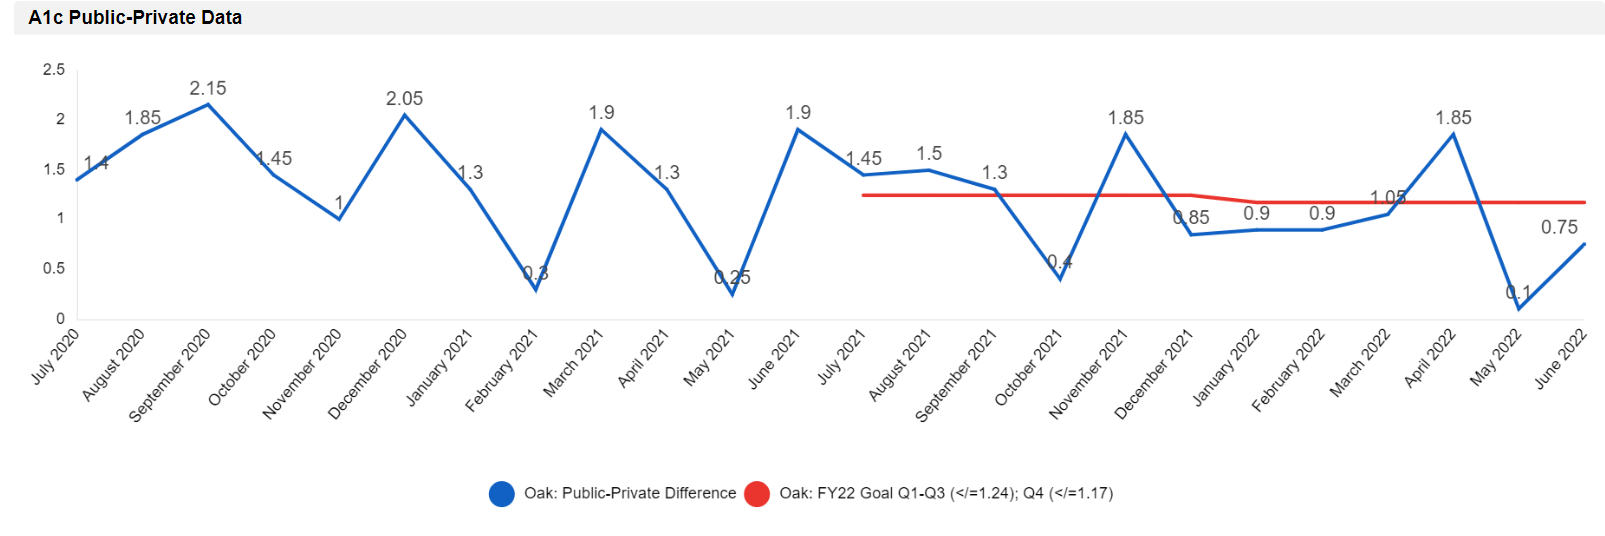 A1c Public-Private Data
2.5
2
1.5
1
0.5
0
1.4
1.85
2.15
1.45
1
2.05
1.3
0.3
1.9
1.3
0.25
1.9
1.45
1.5
1.3
0.4
1.85
0.85
0.9
0.9
1.05
1.85
0.1
0.75
July 2020
August 2020
September 2020
October 2020
November 2020
December 2020
January 2021
February 2021
March 2021
April 2021
May 2021
June 2021
July 2021
August 2021
September 2021
October 2021
November 2021
December 2021
January 2022
February 2022
March 2022
April 2022
May 2022
June 2022
Oak: Public-Private Difference
Oak: FY22 Goal Q1-Q3 (</=1.24); Q4 (</=1.17)